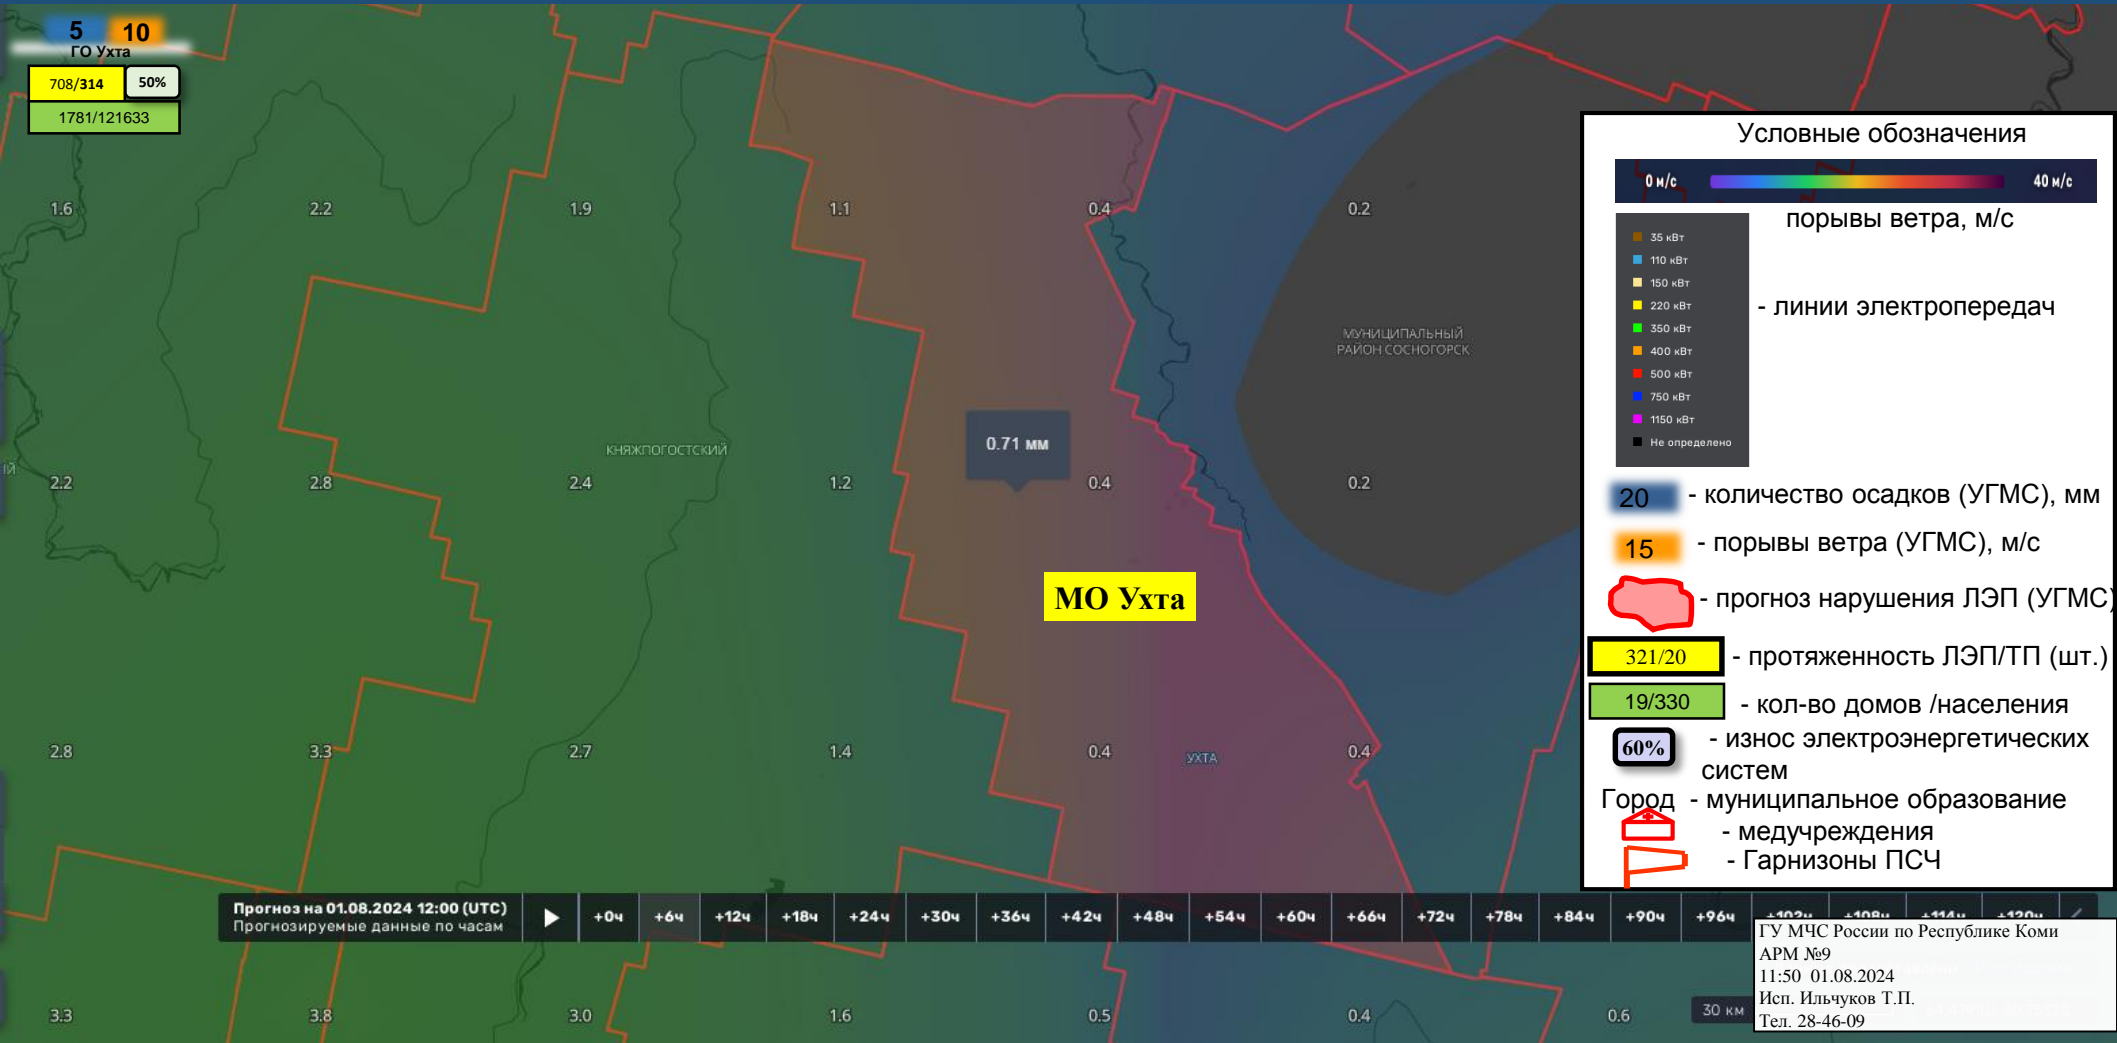 5 10
ГО Ухта
708/314 50%
1781/121633
1.6 2.2 1.9 1.1 0.4 0.2
МУНИЦИПАЛЬНЫЙ
РАЙОН СОСНОГОРСК
КНЯЖПОГОСТСКИЙ
0.71 мм
2.2 2.8 2.4 1.2 0.4 0.2
МО Ухта
2.8 3.3 2.7 1.4 0.4 0.4
УХТА
Прогноз на 01.08.2024 12:00 (UTC)
Прогнозируемые данные по часам
+0ч +6ч +12ч +18ч +24ч +30ч +36ч +42ч +48ч +54ч +60ч +66ч +72ч +78ч +84ч +90ч +96ч +102ч +108ч +114ч +120ч
3.3 3.8 3.0 1.6 0.5 0.4 0.6
30 км
Условные обозначения
0 м/с 40 м/с
порывы ветра, м/с
35 кВт
110 кВт
150 кВт
220 кВт
350 кВт
400 кВт
500 кВт
750 кВт
1150 кВт
Не определено
- линии электропередач
20 - количество осадков (УГМС), мм
15 - порывы ветра (УГМС), м/с
- прогноз нарушения ЛЭП (УГМС)
321/20 - протяженность ЛЭП/ТП (шт.)
19/330 - кол-во домов /населения
60% - износ электроэнергетических
систем
Город - муниципальное образование
- медучреждения
- Гарнизоны ПСЧ
ГУ МЧС России по Республике Коми
АРМ №9
11:50 01.08.2024
Исп. Ильчуков Т.П.
Тел. 28-46-09